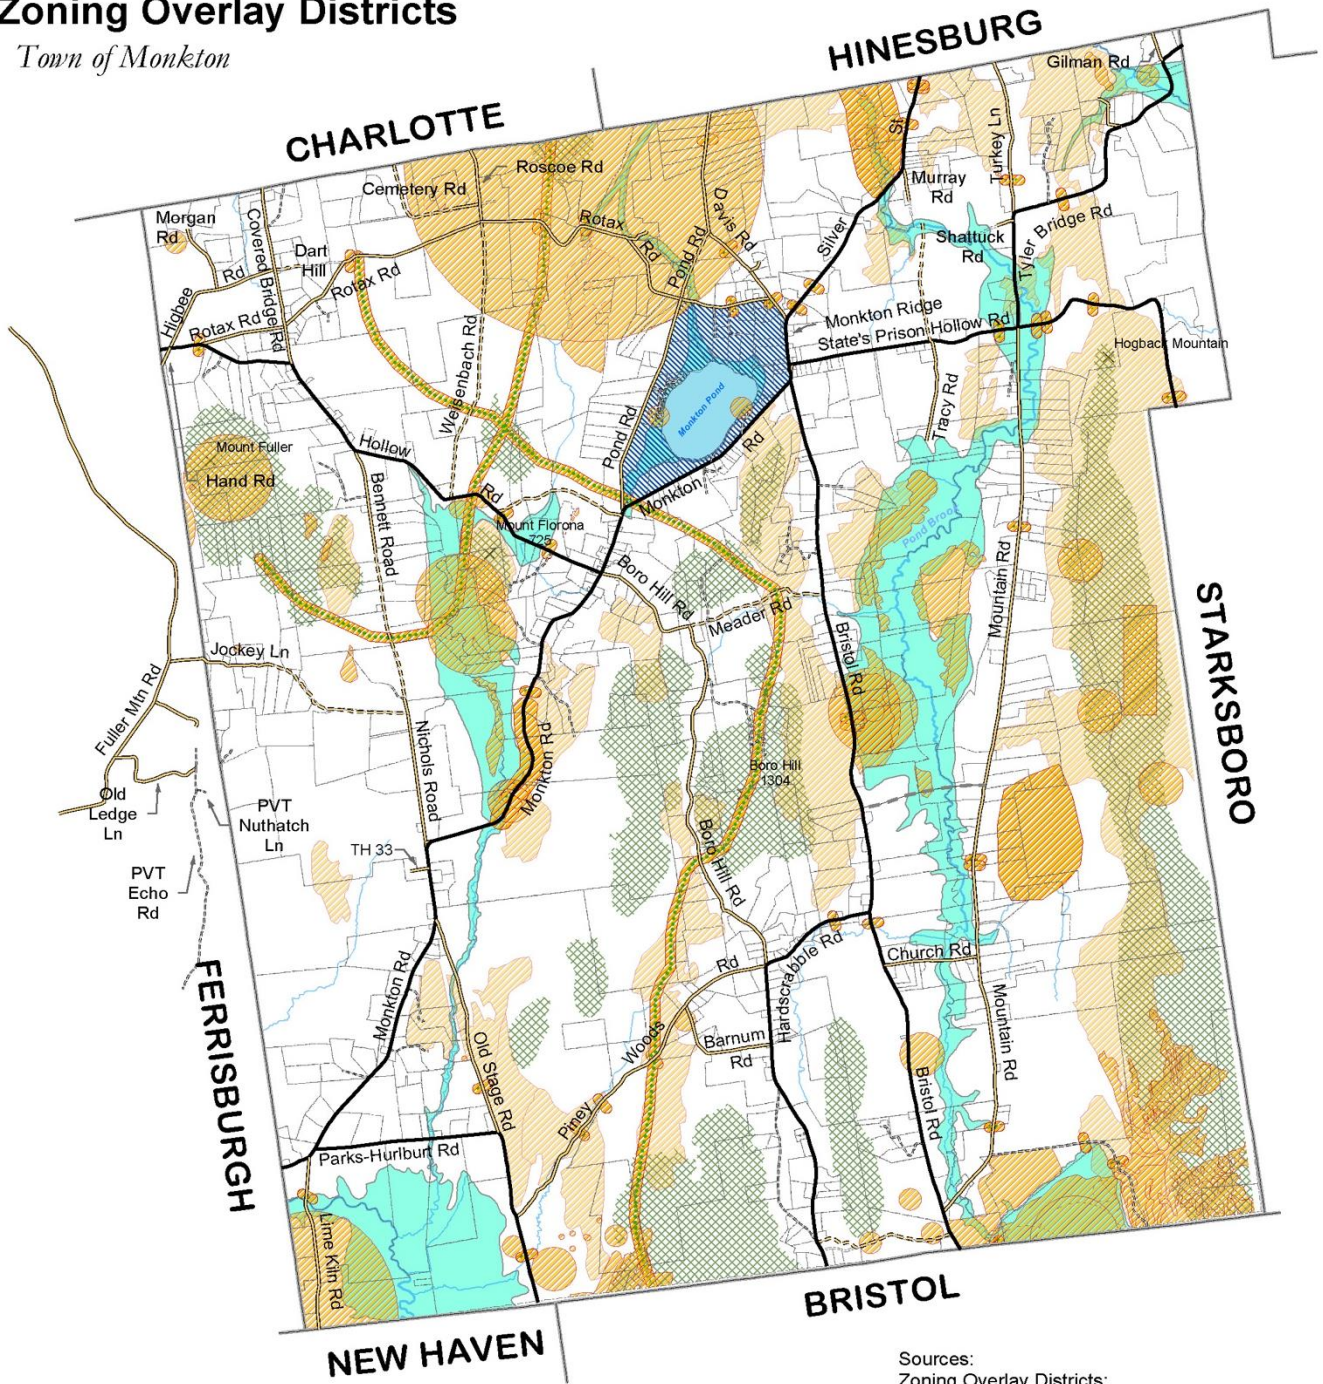 Zoning Overlay Districts
Town of Monkton
HINESBURG
Gilman Rd
CHARLOTTE
Roscoe Rd
Cemetery Rd
St
Turkey Ln
Murray
Rd
Morgan
Rd
Covered Bridge Rd
Dart
Hill
Rotax
Rd
Davis Rd
Pond Rd
Silver
Shattuck
Rd
Tyler
Bridge Rd
Rd
Rotax Rd
Higbee
Rotax Rd
Monkton Ridge
State's Prison Hollow Rd
Hogback Mountain
Weisenbach Rd
Monkton Pond
Tracy Rd
Pond Rd
Rd
Hollow
Mount Fuller
Hand Rd
Bennett Road
Rd
Monkton
Mount Florona
725
Pond Brook
Boro Hill Rd
Meader Rd
Mountain Rd
Bristol Rd
STARKSBORO
Jockey Ln
Fuller Mtn Rd
Nichols Road
Monkton Rd
Boro Hill
1304
Old
Ledge
Ln
PVT
Nuthatch
Ln
TH 33
Boro Hill Rd
PVT
Echo
Rd
FERRISBURGH
Monkton Rd
Rd
Hardscrabble Rd
Church Rd
Mountain Rd
Old Stage Rd
Woods
Barnum
Rd
Piney
Bristol Rd
Parks-Hurlburt Rd
Lime Kiln Rd
BRISTOL
NEW HAVEN
Sources:
Zoning Overlay Districts: